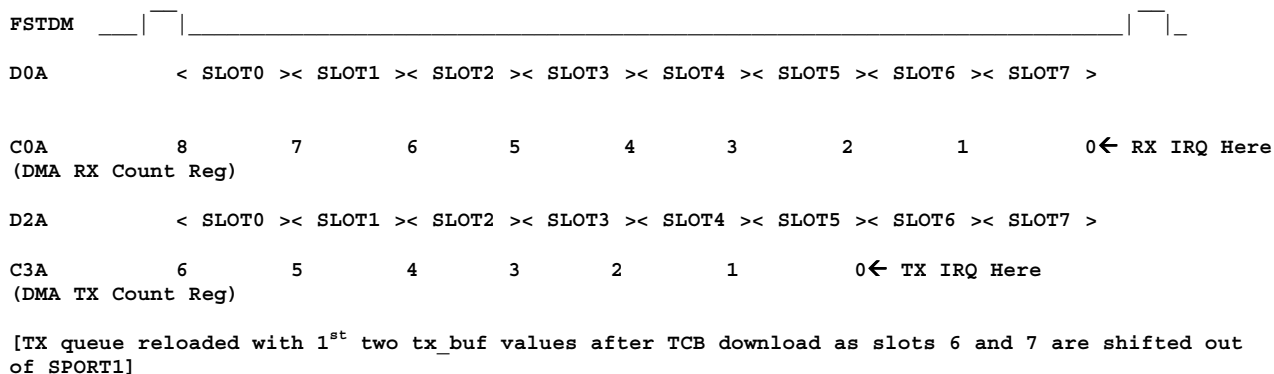 FSTDM ___| |___| |_
D0A < SLOT0 >< SLOT1 >< SLOT2 >< SLOT3 >< SLOT4 >< SLOT5 >< SLOT6 >< SLOT7 >
C0A 8 7 6 5 4 3 2 1 0← RX IRQ Here
(DMA RX Count Reg)
D2A < SLOT0 >< SLOT1 >< SLOT2 >< SLOT3 >< SLOT4 >< SLOT5 >< SLOT6 >< SLOT7 >
C3A 6 5 4 3 2 1 0← TX IRQ Here
(DMA TX Count Reg)
[TX queue reloaded with 1st two tx_buf values after TCB download as slots 6 and 7 are shifted out
of SPORT1]